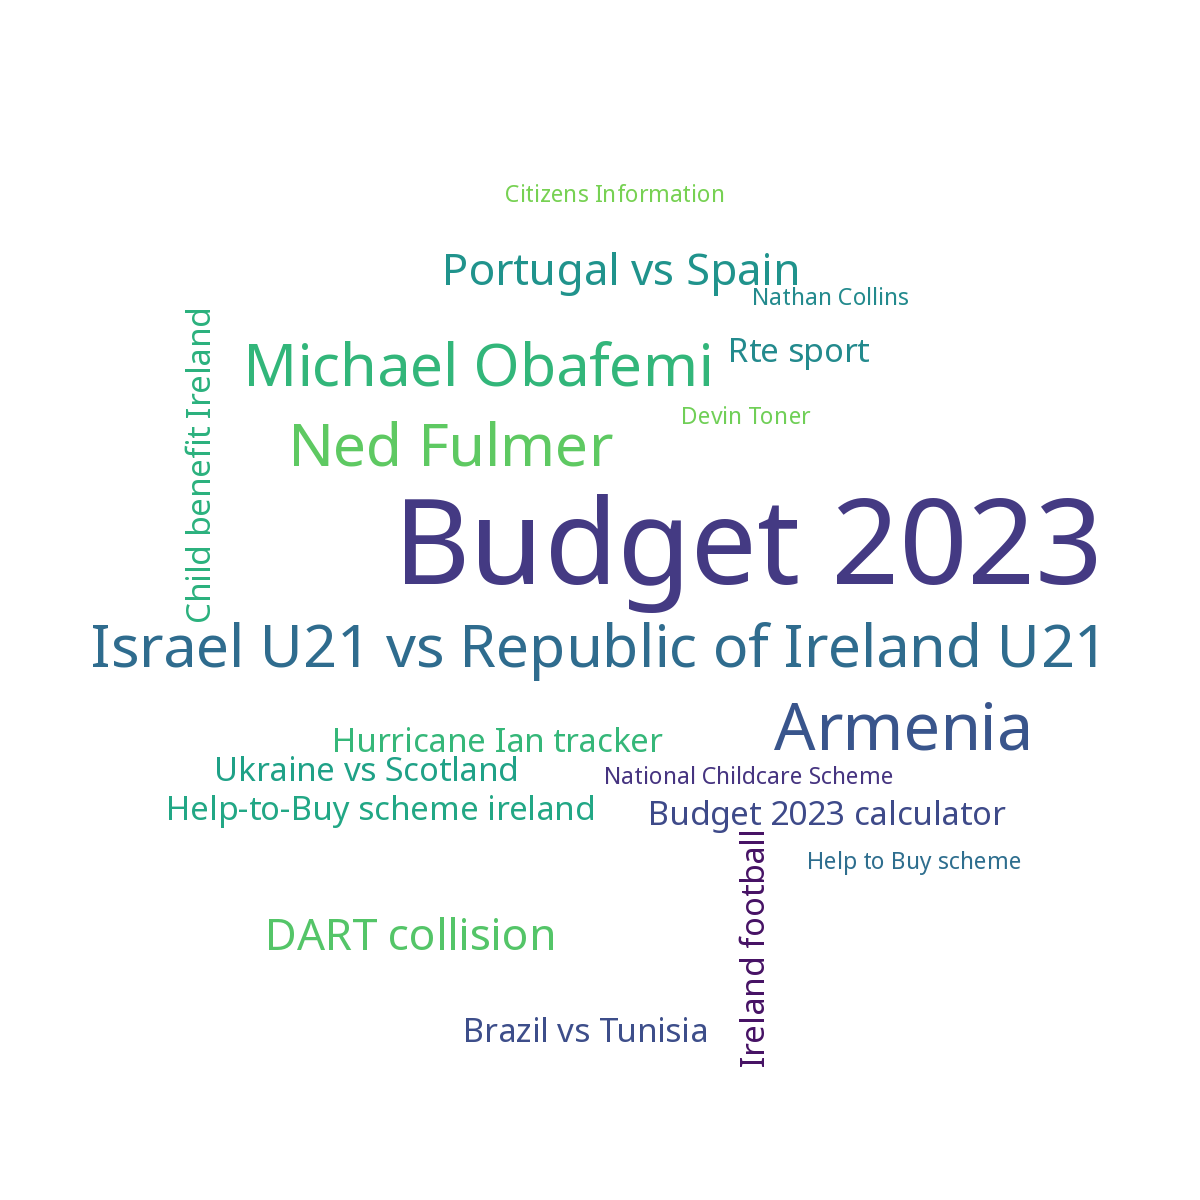 Citizens Information
Portugal vs Spain
Nathan Collins
Child benefit Ireland
Michael Obafemi
Rte sport
Devin Toner
Ned Fulmer
Budget 2023
Israel U21 vs Republic of Ireland U21
Armenia
Hurricane Ian tracker
Ukraine vs Scotland
National Childcare Scheme
Help-to-Buy scheme ireland
Budget 2023 calculator
Ireland football
Help to Buy scheme
DART collision
Brazil vs Tunisia